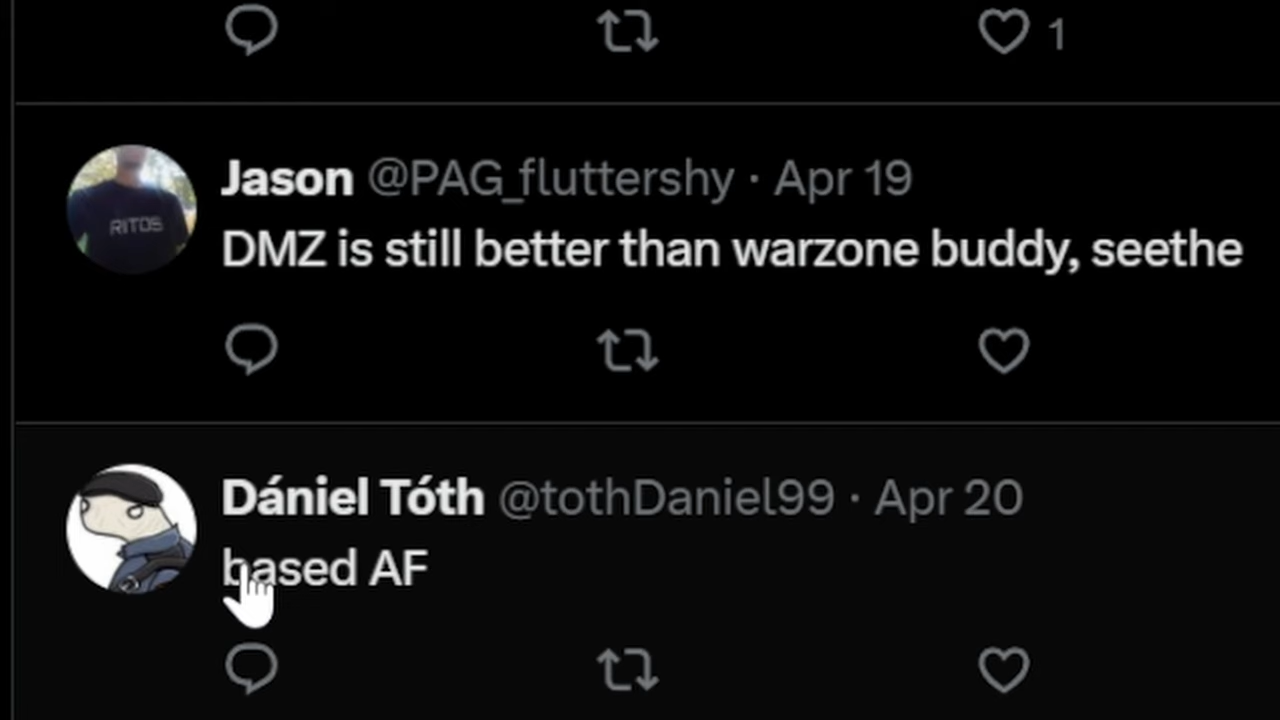 1
Jason @PAG_fluttershy · Apr 19
RITOS
DMZ is still better than warzone buddy, seethe
Dániel Tóth @tothDaniel99 · Apr 20
based AF